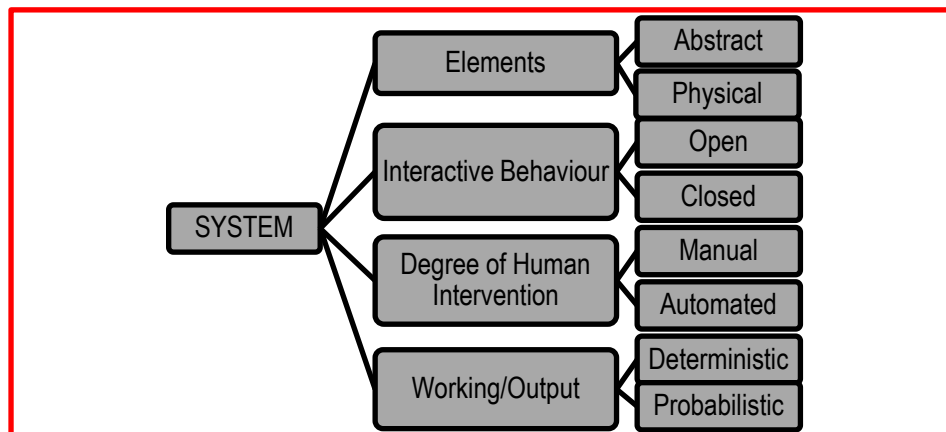 SYSTEM
Elements
Abstract
Physical
Interactive Behaviour
Open
Closed
Degree of Human
Intervention
Manual
Automated
Working/Output
Deterministic
Probabilistic